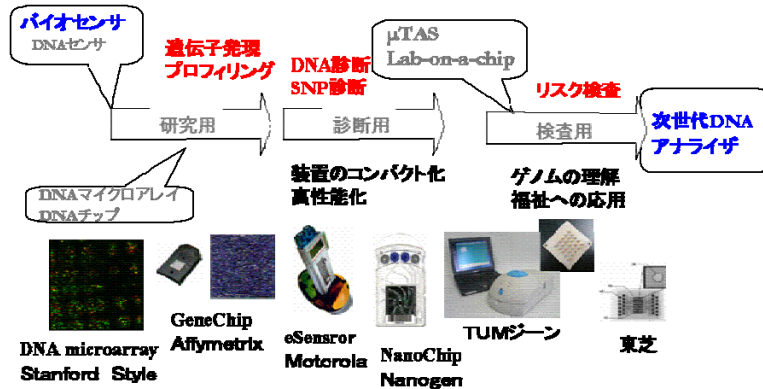 バイオセンサ
DNAセンサ
遺伝子発現
プロフィリング
DNA診断
SNP診断
μTAS
Lab-on-a-chip
リスク検査
研究用
診断用
検査用
次世代DNA
アナライザ
DNAマイクロアレイ
DNAチップ
装置のコンパクト化
高性能化
ゲノムの理解
福祉への応用
DNA microarray
Stanford Style
GeneChip
Affymetrix
eSensror
Motorola
NanoChip
Nanogen
TUMジーン
東芝